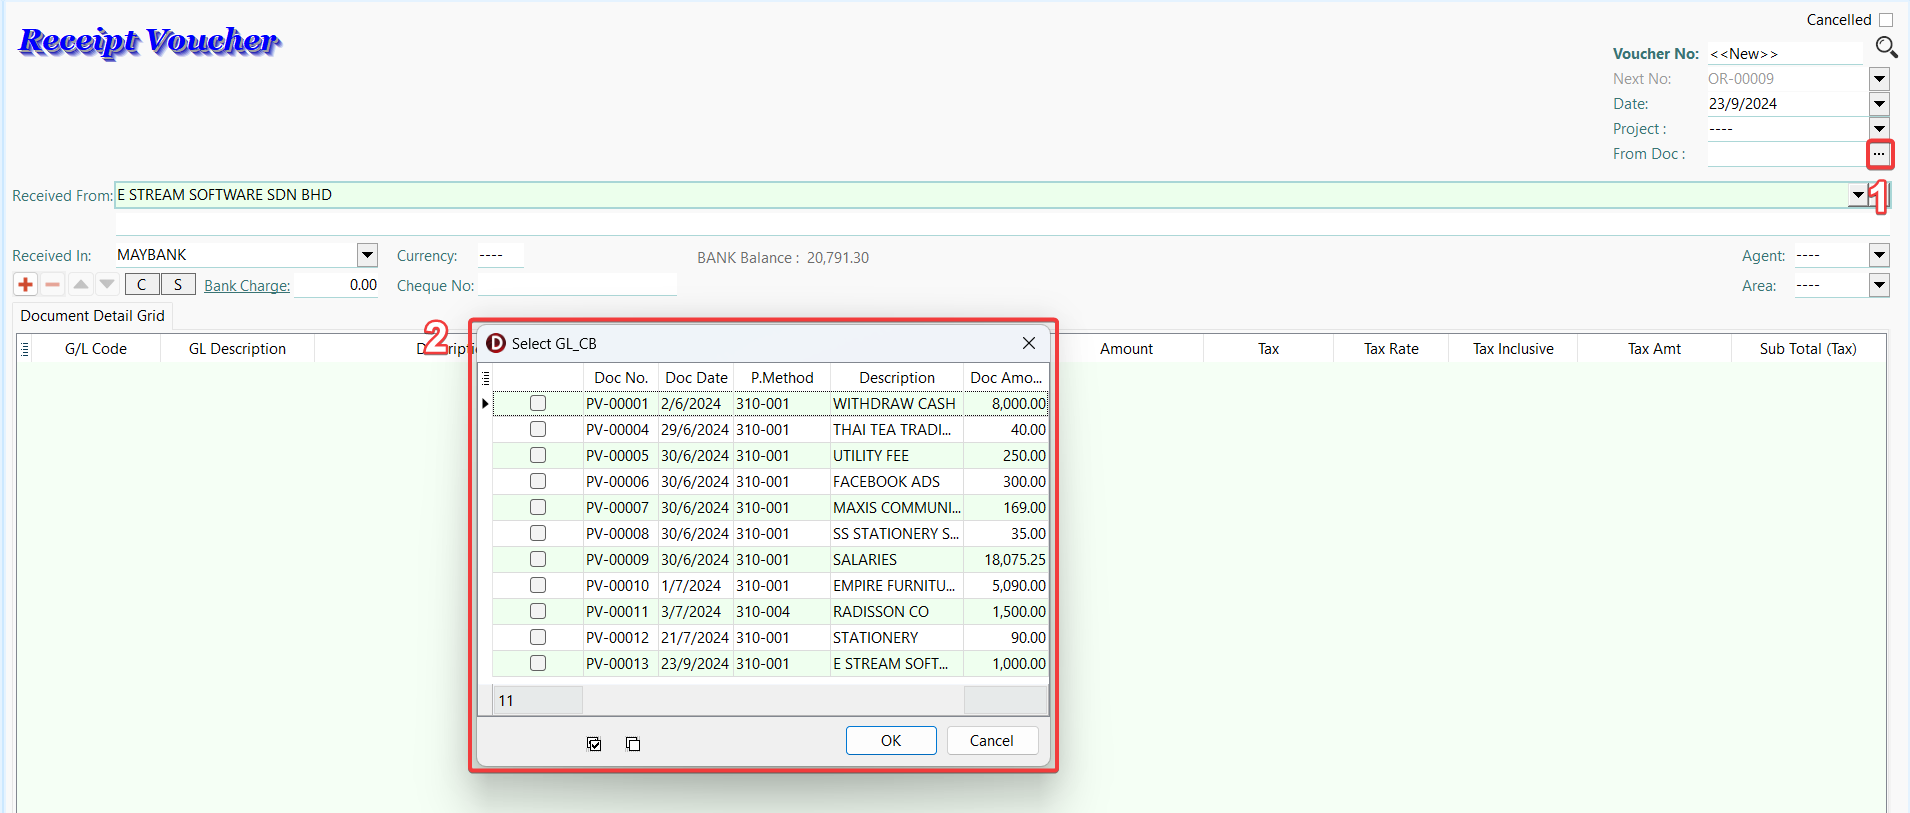 Receipt Voucher
Cancelled
Voucher No: <<New>>
Next No: OR-00009
Date: 23/9/2024
Project : ----
From Doc : ...
1
Received From: E STREAM SOFTWARE SDN BHD
Received In: MAYBANK Currency: ---- BANK Balance : 20,791.30 Agent: ----
C S Bank Charge: 0.00 Cheque No: Area: ----
Document Detail Grid
2
G/L Code GL Description Amount Tax Tax Rate Tax Inclusive Tax Amt Sub Total (Tax)
Select GL_CB
Doc No. Doc Date P.Method Description Doc Amo...
PV-00001 2/6/2024 310-001 WITHDRAW CASH 8,000.00
PV-00004 29/6/2024 310-001 THAI TEA TRADI... 40.00
PV-00005 30/6/2024 310-001 UTILITY FEE 250.00
PV-00006 30/6/2024 310-001 FACEBOOK ADS 300.00
PV-00007 30/6/2024 310-001 MAXIS COMMUNI... 169.00
PV-00008 30/6/2024 310-001 SS STATIONERY S... 35.00
PV-00009 30/6/2024 310-001 SALARIES 18,075.25
PV-00010 1/7/2024 310-001 EMPIRE FURNITU... 5,090.00
PV-00011 3/7/2024 310-004 RADISSON CO 1,500.00
PV-00012 21/7/2024 310-001 STATIONERY 90.00
PV-00013 23/9/2024 310-001 E STREAM SOFT... 1,000.00
11
OK Cancel